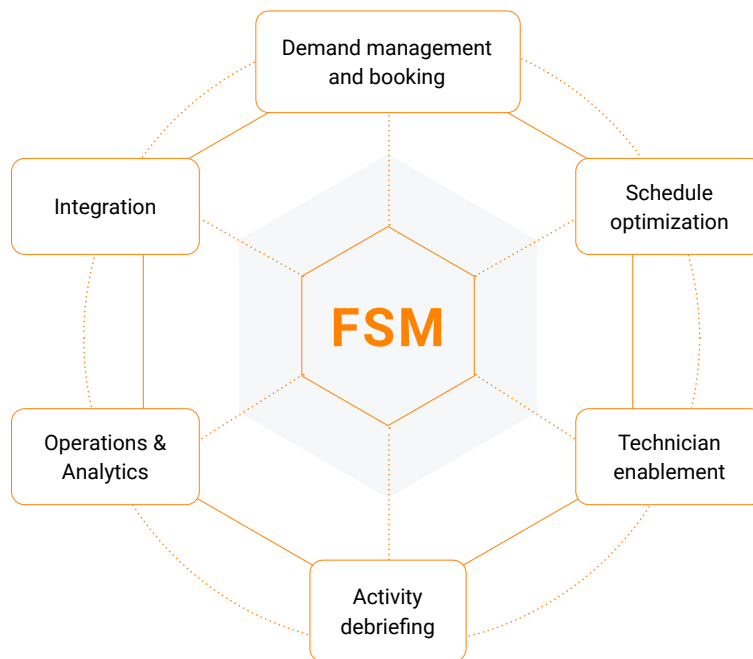 Demand management
and booking
Integration
Schedule
optimization
FSM
Operations &
Analytics
Technician
enablement
Activity
debriefing